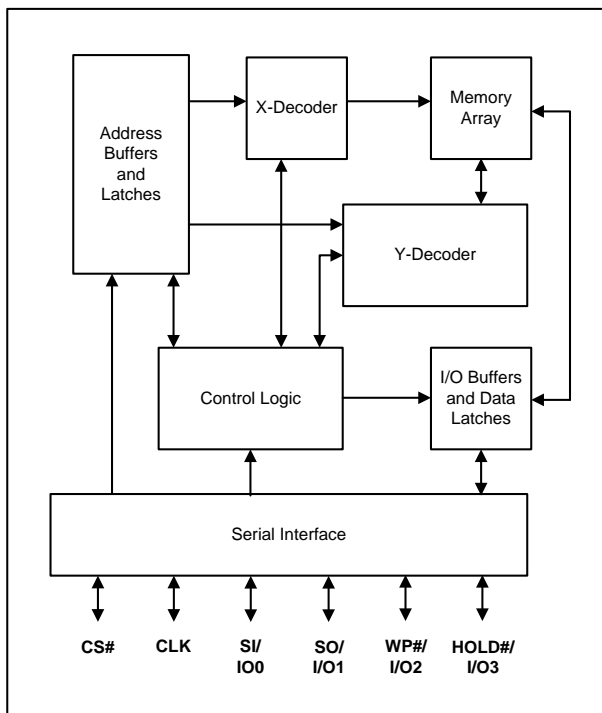 Address
Buffers
and
Latches
X-Decoder
Memory
Array
Y-Decoder
Control Logic
I/O Buffers
and Data
Latches
Serial Interface
CS#
CLK
SI/
IO0
SO/
I/O1
WP#/
I/O2
HOLD#/
I/O3